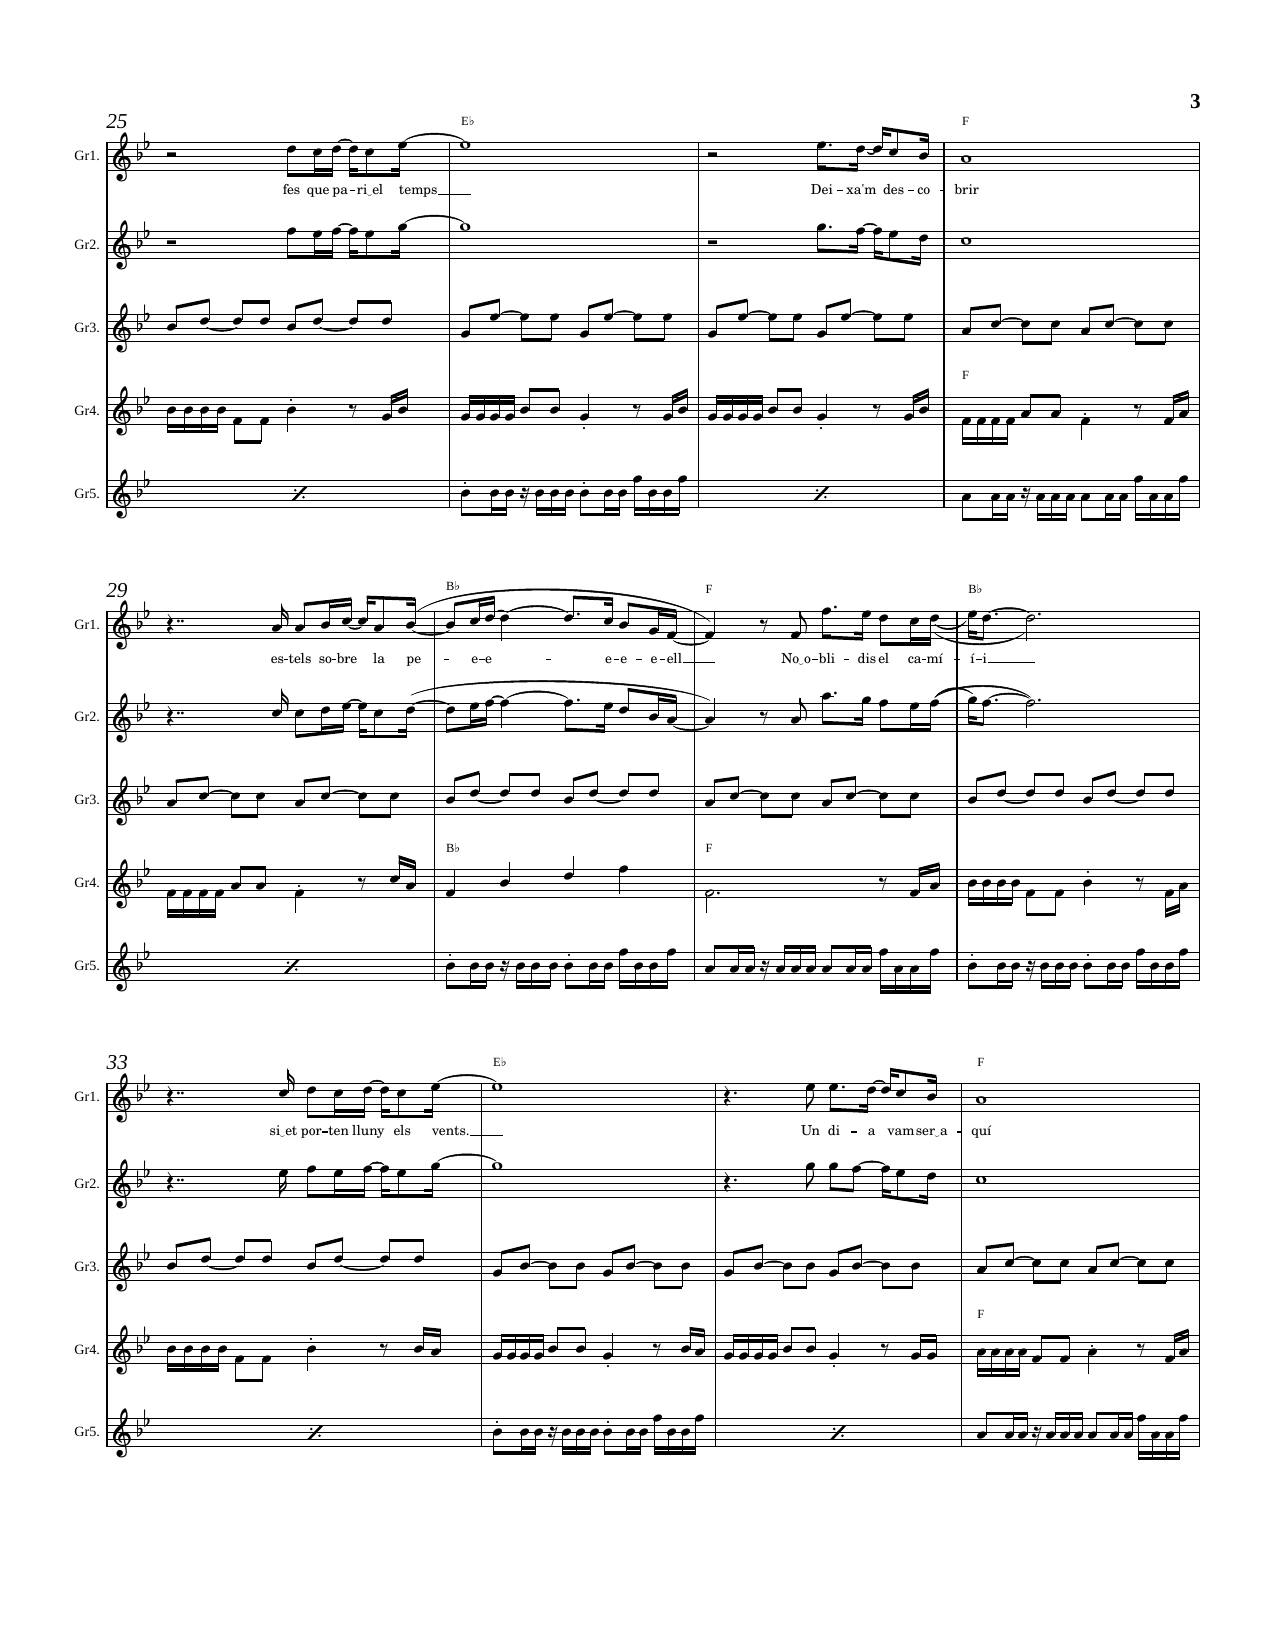 3
25
E♭ F
Gr1.
fes que pa – ri‿el temps Dei – xa'm des – co – brir
Gr2.
Gr3.
F
Gr4.
Gr5.
29
B♭ F B♭
Gr1.
es–tels so–bre la pe – e–e – e–e – e–ell No‿o–bli – dis el ca–mí – í–i
Gr2.
Gr3.
B♭ F
Gr4.
Gr5.
33
E♭ F
Gr1.
si‿et por–ten lluny els vents. Un di – a vam ser‿a – quí
Gr2.
Gr3.
F
Gr4.
Gr5.